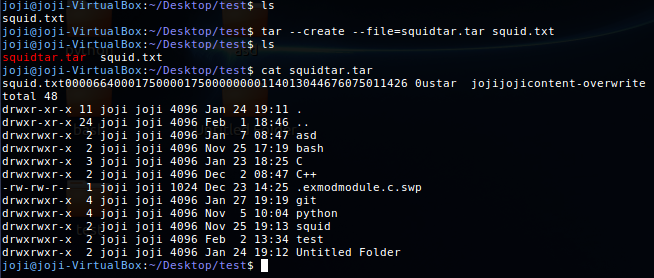 joji@joji-VirtualBox:~/Desktop/test$ ls
squid.txt
joji@joji-VirtualBox:~/Desktop/test$ tar --create --file=squidtar.tar squid.txt
joji@joji-VirtualBox:~/Desktop/test$ ls
squidtar.tar  squid.txt
joji@joji-VirtualBox:~/Desktop/test$ cat squidtar.tar
squid.txt0000664000175000017500000000114013044676075011426 0ustar  jojijojicontent-overwrite
total 48
drwxr-xr-x 11 joji joji 4096 Jan 24 19:11 .
drwxr-xr-x 24 joji joji 4096 Feb  1 18:46 ..
drwxrwxr-x  2 joji joji 4096 Jan  7 08:47 asd
drwxrwxr-x  2 joji joji 4096 Nov 25 17:19 bash
drwxrwxr-x  3 joji joji 4096 Jan 23 18:25 C
drwxrwxr-x  2 joji joji 4096 Dec  2 08:47 C++
-rw-rw-r--  1 joji joji 1024 Dec 23 14:25 .exmodmodule.c.swp
drwxrwxr-x  4 joji joji 4096 Jan 27 19:19 git
drwxrwxr-x  4 joji joji 4096 Nov  5 10:04 python
drwxrwxr-x  2 joji joji 4096 Nov 25 19:13 squid
drwxrwxr-x  2 joji joji 4096 Feb  2 13:34 test
drwxrwxr-x  2 joji joji 4096 Jan 24 19:12 Untitled Folder
joji@joji-VirtualBox:~/Desktop/test$